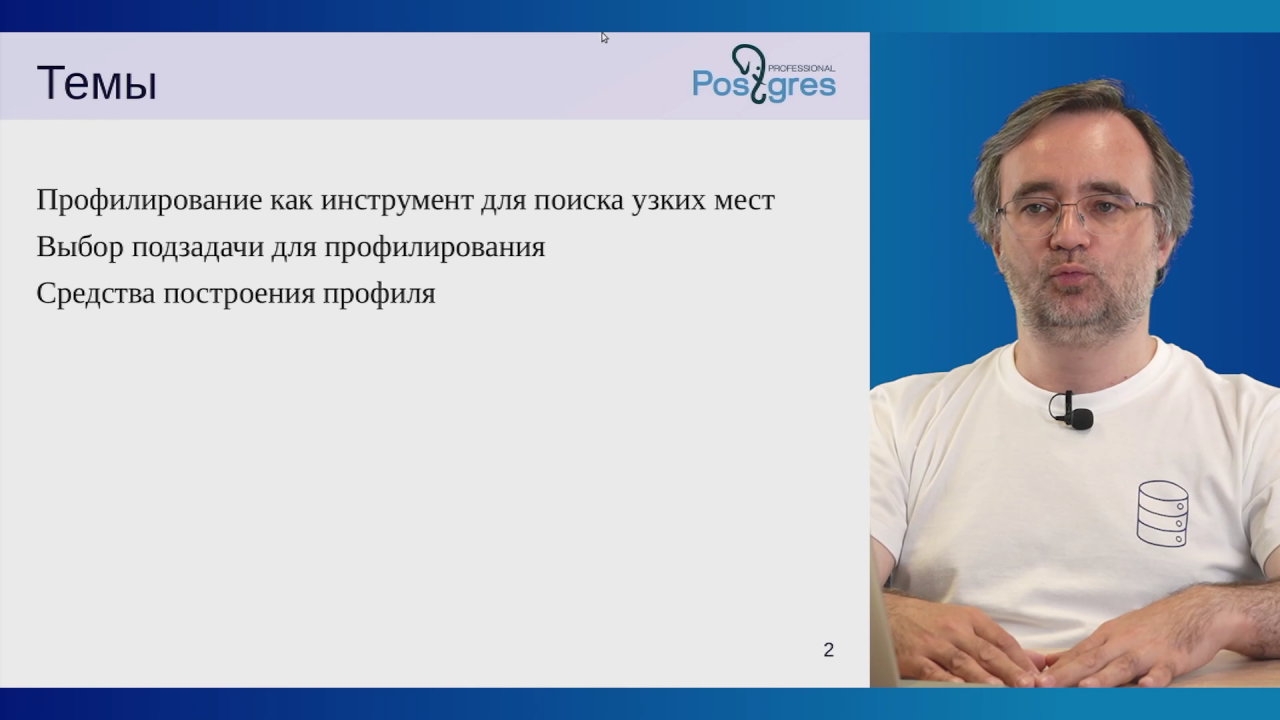 Темы
PROFESSIONAL
Postgres
Профилирование как инструмент для поиска узких мест
Выбор подзадачи для профилирования
Средства построения профиля
2